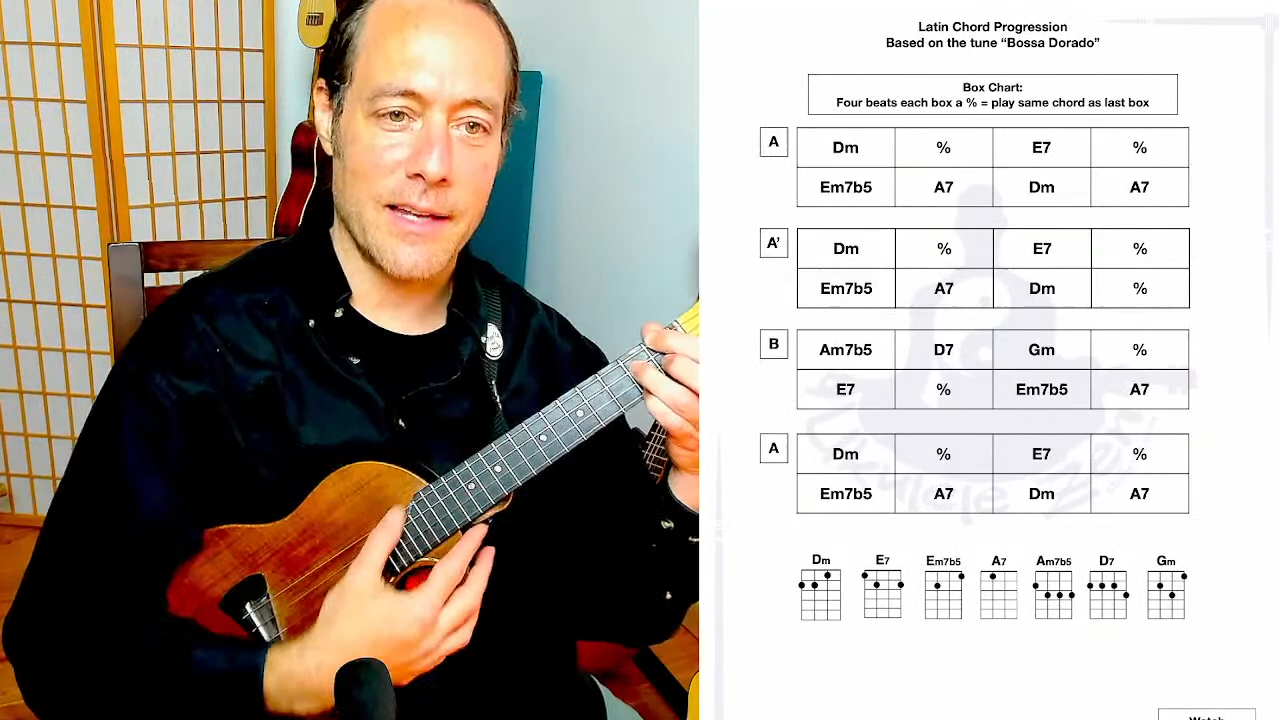 Latin Chord Progression
Based on the tune “Bossa Dorado”
Box Chart:
Four beats each box a % = play same chord as last box
A
Dm % E7 %
Em7b5 A7 Dm A7
A’
Dm % E7 %
Em7b5 A7 Dm %
B
Am7b5 D7 Gm %
E7 % Em7b5 A7
A
Dm % E7 %
Em7b5 A7 Dm A7
Dm E7 Em7b5 A7 Am7b5 D7 Gm
Watch